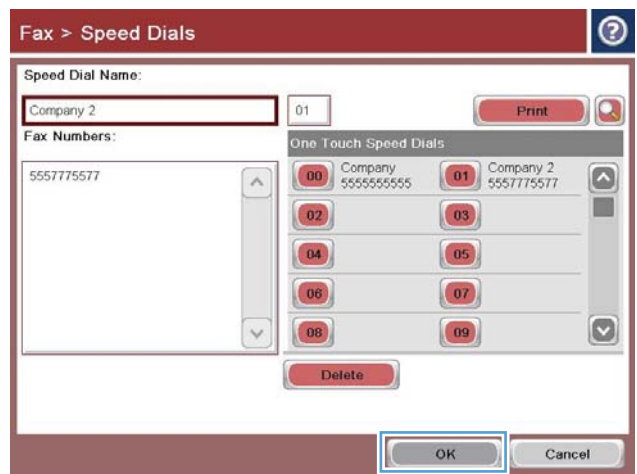 Fax > Speed Dials
?
Speed Dial Name:
Company 2
01
Print
Fax Numbers:
5557775577
One Touch Speed Dials
00 Company 5555555555
01 Company 2 5557775577
02
03
04
05
06
07
08
09
Delete
OK
Cancel